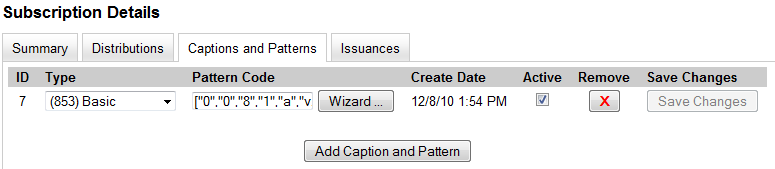 Subscription Details
Summary Distributions Captions and Patterns Issuances
ID Type Pattern Code Create Date Active Remove Save Changes
7 (853) Basic ["0","0","8","1","a","v Wizard ... 12/8/10 1:54 PM X Save Changes
Add Caption and Pattern